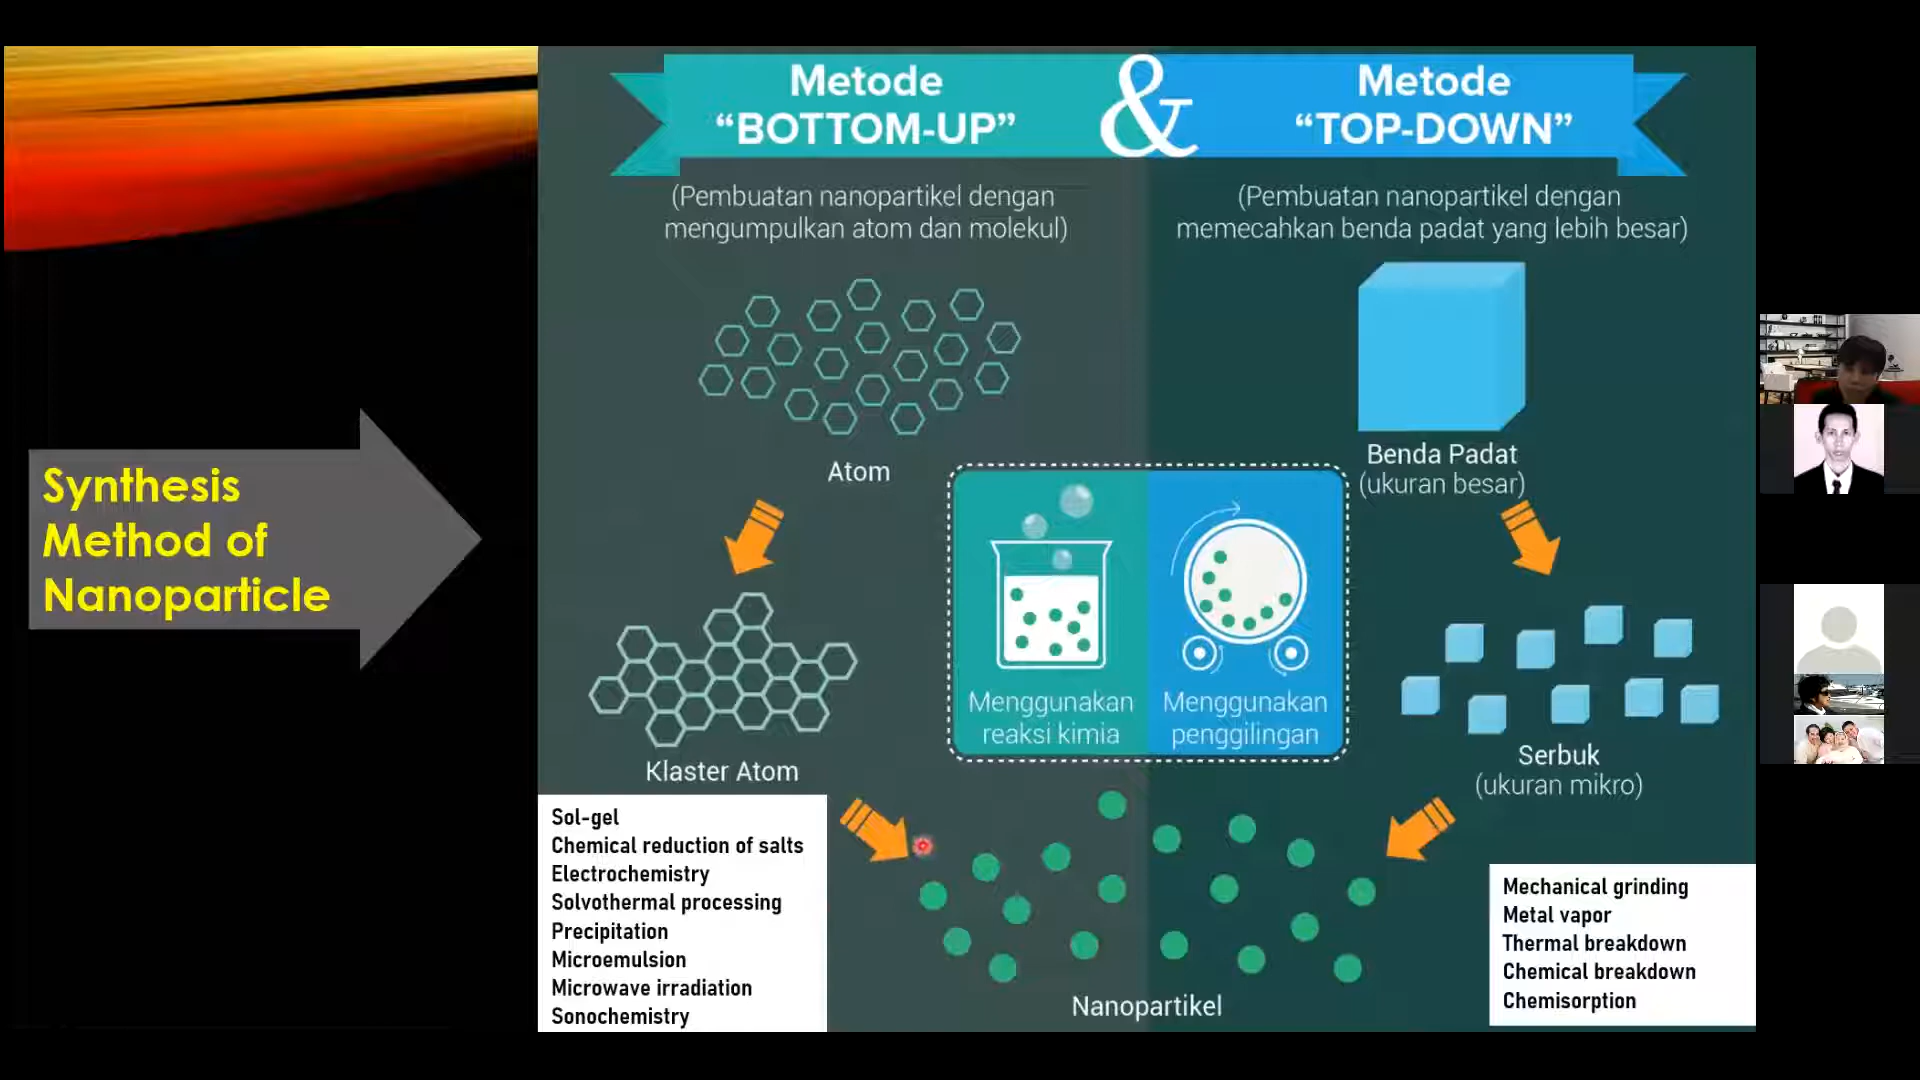 Synthesis
Method of
Nanoparticle
Metode
“BOTTOM-UP”
&
Metode
“TOP-DOWN”
(Pembuatan nanopartikel dengan
mengumpulkan atom dan molekul)
(Pembuatan nanopartikel dengan
memecahkan benda padat yang lebih besar)
Atom
Benda Padat
(ukuran besar)
Menggunakan
reaksi kimia
Menggunakan
penggilingan
Klaster Atom
Serbuk
(ukuran mikro)
Sol-gel
Chemical reduction of salts
Electrochemistry
Solvothermal processing
Precipitation
Microemulsion
Microwave irradiation
Sonochemistry
Mechanical grinding
Metal vapor
Thermal breakdown
Chemical breakdown
Chemisorption
Nanopartikel